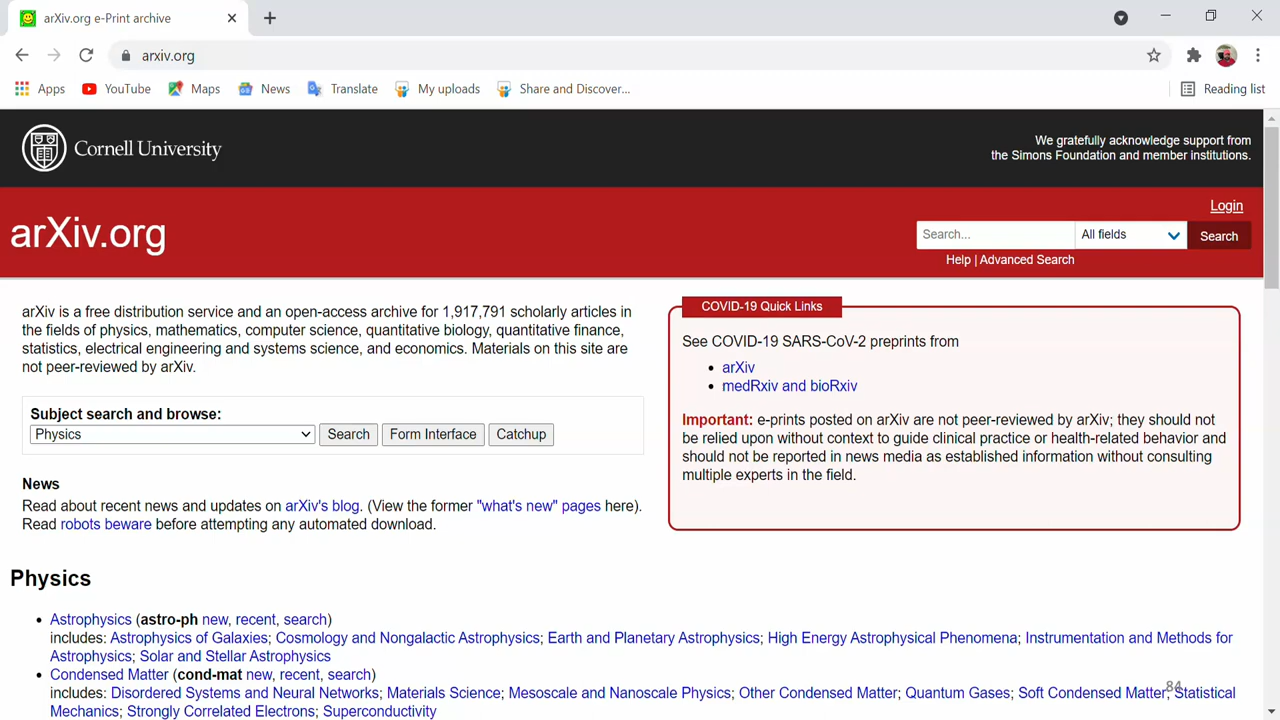 arXiv.org e-Print archive
arxiv.org
Apps YouTube Maps News Translate My uploads Share and Discover... Reading list
Cornell University
We gratefully acknowledge support from
the Simons Foundation and member institutions.
Login
arXiv.org
Search... All fields Search
Help | Advanced Search
arXiv is a free distribution service and an open-access archive for 1,917,791 scholarly articles in
the fields of physics, mathematics, computer science, quantitative biology, quantitative finance,
statistics, electrical engineering and systems science, and economics. Materials on this site are
not peer-reviewed by arXiv.
Subject search and browse:
Physics Search Form Interface Catchup
News
Read about recent news and updates on arXiv's blog. (View the former "what's new" pages here).
Read robots beware before attempting any automated download.
COVID-19 Quick Links
See COVID-19 SARS-CoV-2 preprints from
• arXiv
• medRxiv and bioRxiv
Important: e-prints posted on arXiv are not peer-reviewed by arXiv; they should not
be relied upon without context to guide clinical practice or health-related behavior and
should not be reported in news media as established information without consulting
multiple experts in the field.
Physics
• Astrophysics (astro-ph new, recent, search)
includes: Astrophysics of Galaxies; Cosmology and Nongalactic Astrophysics; Earth and Planetary Astrophysics; High Energy Astrophysical Phenomena; Instrumentation and Methods for
Astrophysics; Solar and Stellar Astrophysics
• Condensed Matter (cond-mat new, recent, search)
includes: Disordered Systems and Neural Networks; Materials Science; Mesoscale and Nanoscale Physics; Other Condensed Matter; Quantum Gases; Soft Condensed Matter; Statistical
Mechanics; Strongly Correlated Electrons; Superconductivity
84